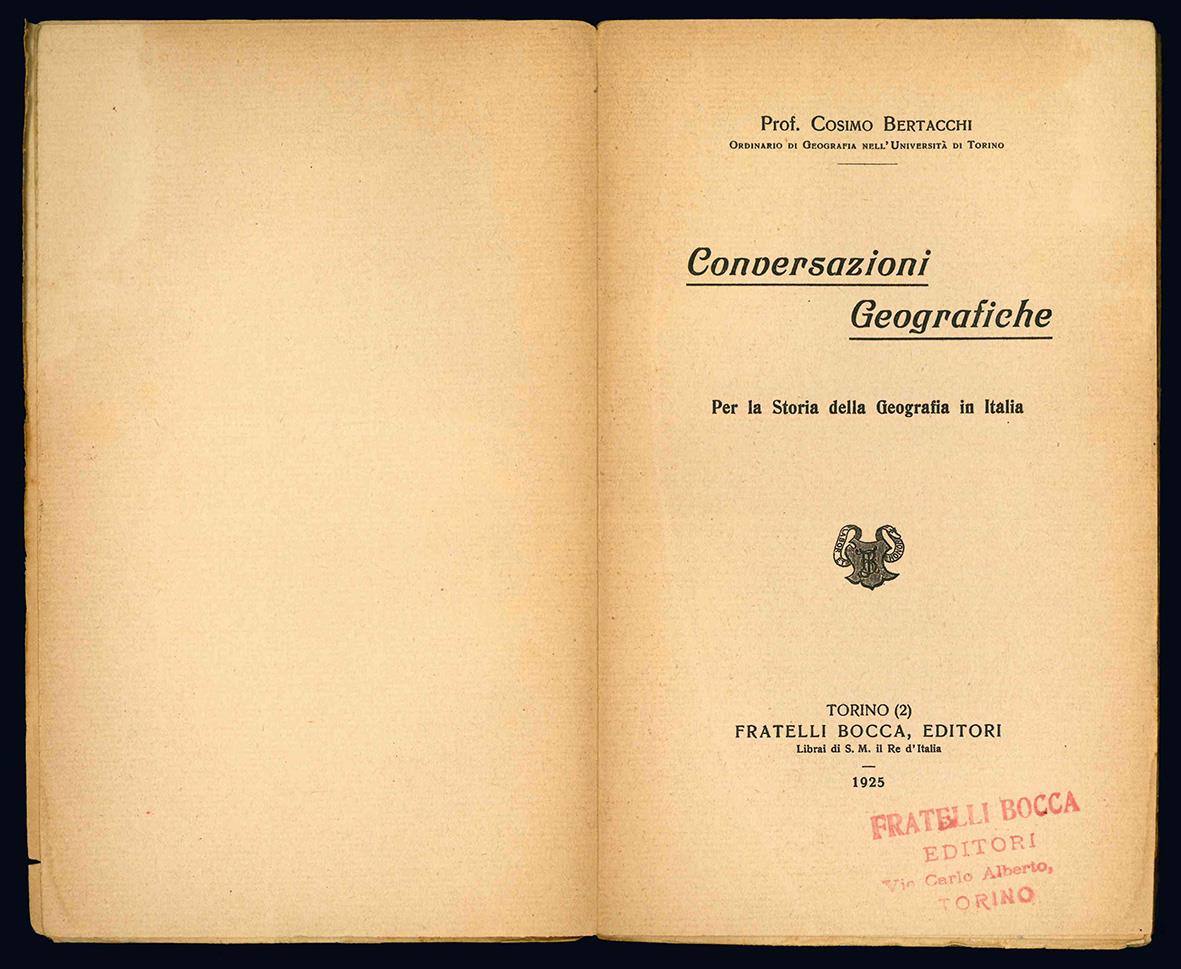 Prof. COSIMO BERTACCHI
ORDINARIO DI GEOGRAFIA NELL'UNIVERSITÀ DI TORINO
Conversazioni
Geografiche
Per la Storia della Geografia in Italia
TORINO (2)
FRATELLI BOCCA, EDITORI
Librai di S. M. il Re d'Italia
1925
FRATELLI BOCCA
EDITORI
Via Carlo Alberto,
TORINO